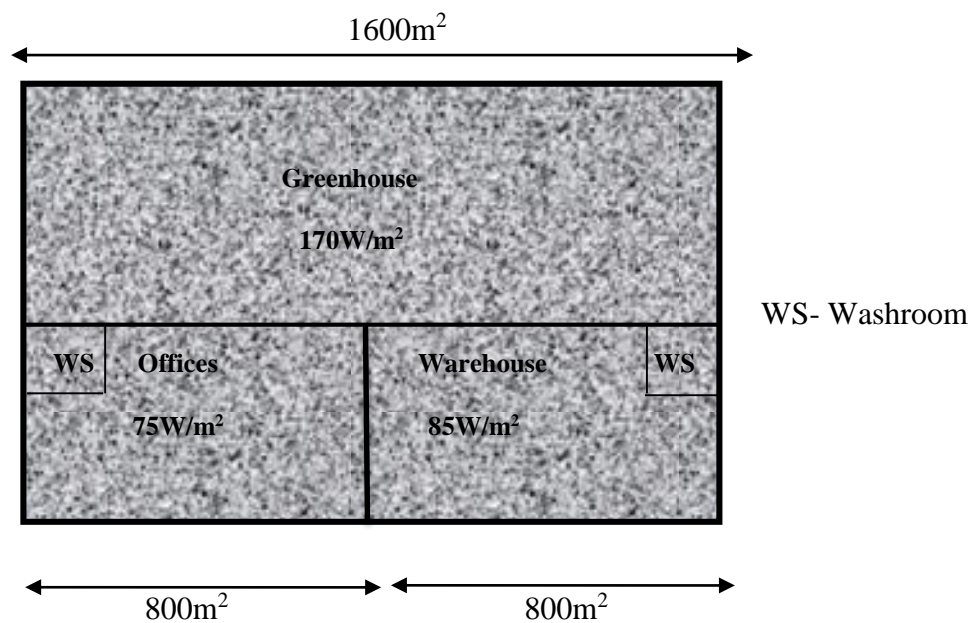 1600m²
Greenhouse
170W/m²
WS- Washroom
WS Offices Warehouse WS
75W/m² 85W/m²
800m² 800m²